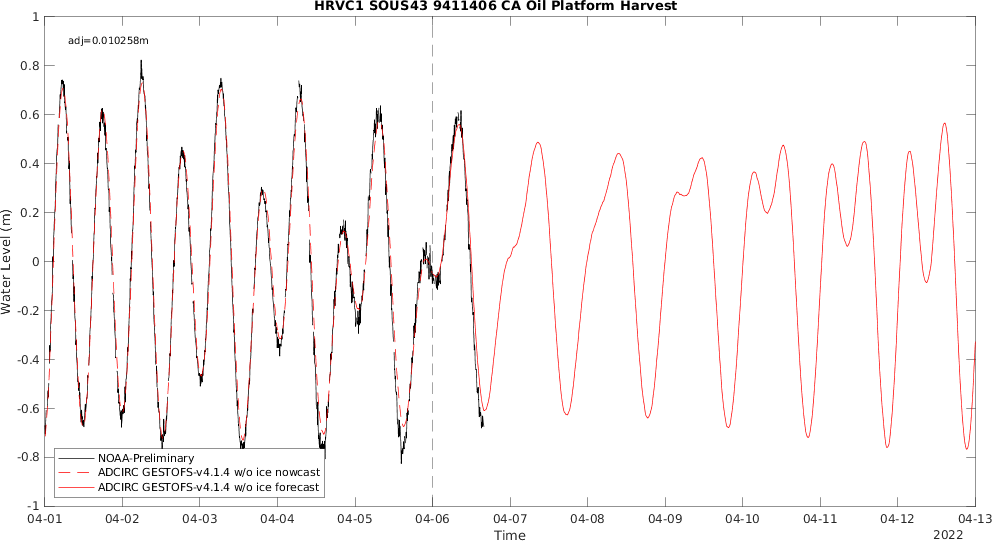 HRVC1 SOUS43 9411406 CA Oil Platform Harvest
adj=0.010258m
Water Level (m)
1
0.8
0.6
0.4
0.2
0
-0.2
-0.4
-0.6
-0.8
-1
NOAA-Preliminary
ADCIRC GESTOFS-v4.1.4 w/o ice nowcast
ADCIRC GESTOFS-v4.1.4 w/o ice forecast
04-01 04-02 04-03 04-04 04-05 04-06 04-07 04-08 04-09 04-10 04-11 04-12 04-13
Time
2022